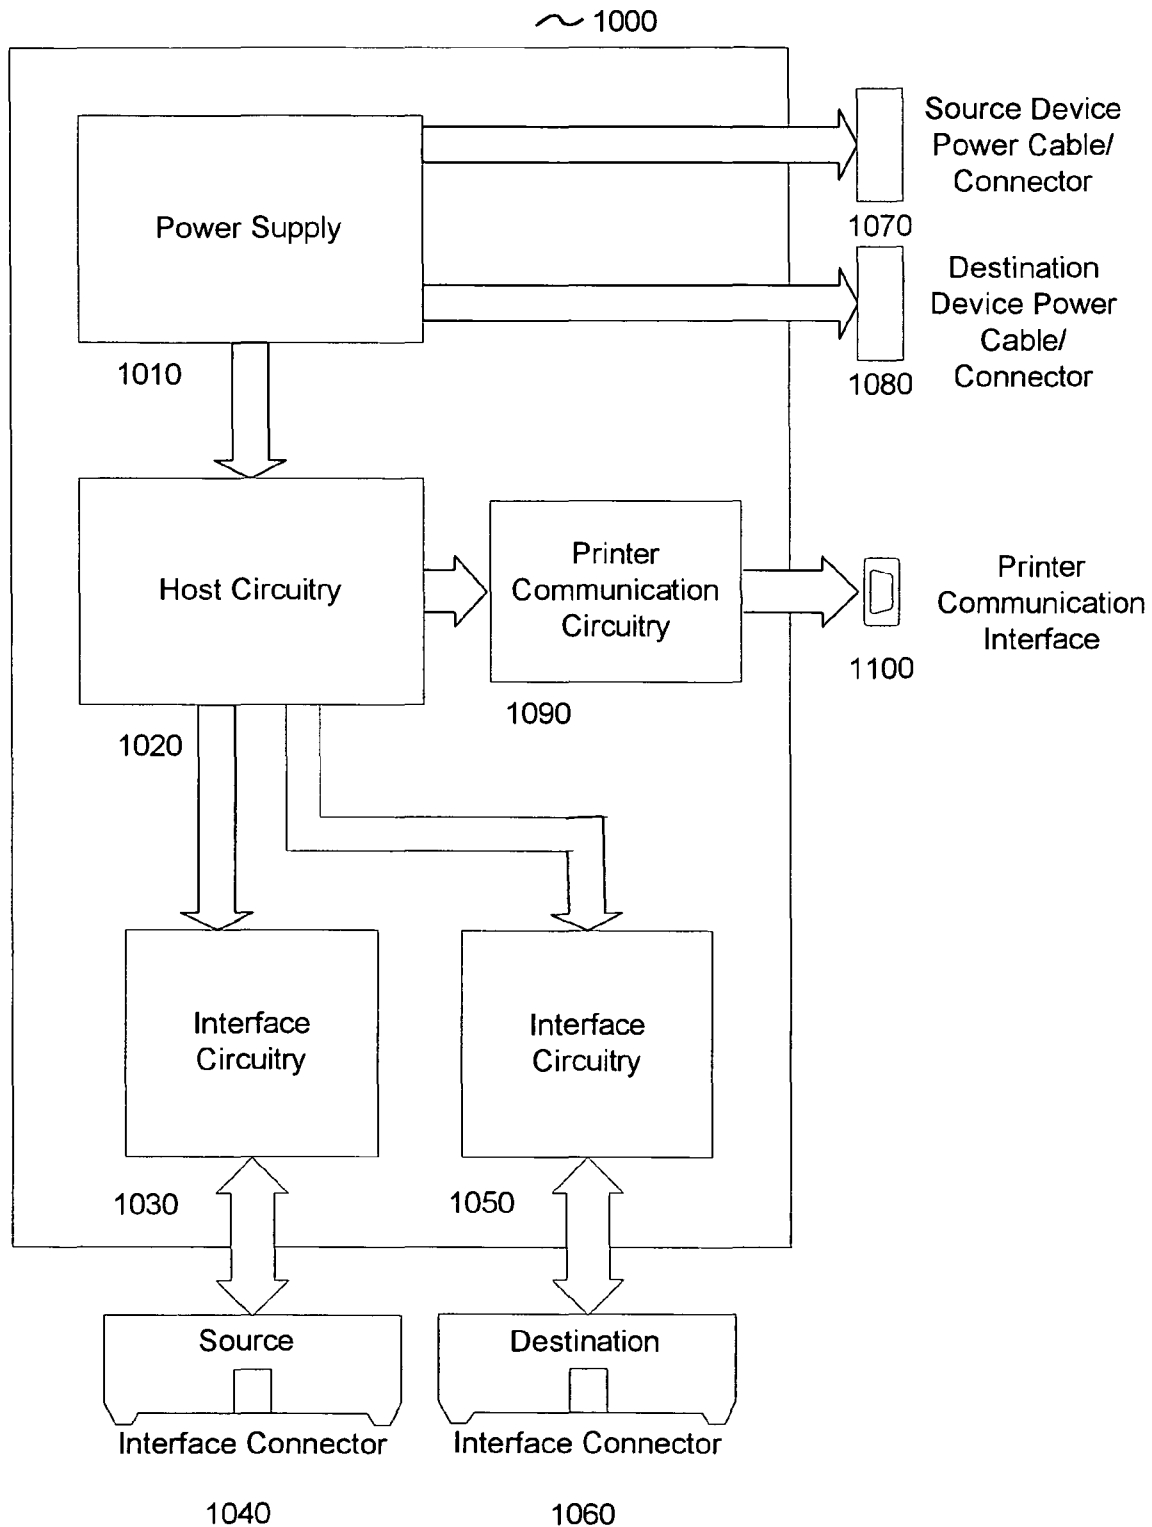 1000
Source Device
Power Cable/
Connector
1070
Power Supply
Destination
Device Power
Cable/
Connector
1080
1010
Host Circuitry
Printer
Communication
Circuitry
Printer
Communication
Interface
1100
1090
1020
Interface
Circuitry
Interface
Circuitry
1030
1050
Source
Destination
Interface Connector
Interface Connector
1040
1060